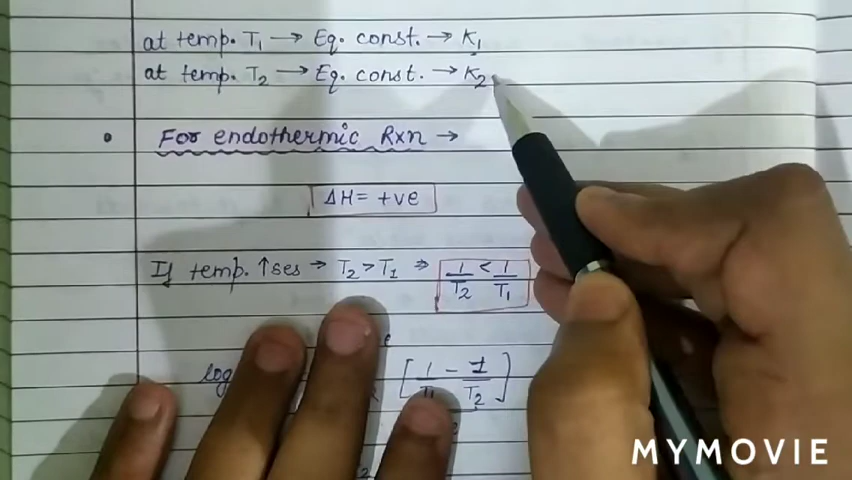 at temp. T₁ → Eq. const. → K₁
at temp. T₂ → Eq. const. → K₂
• For endothermic Rxn →
ΔH = +ve
If temp. ↑ses → T₂ > T₁ ⇒ 1/T₂ < 1/T₁
log [1/T₁ - 1/T₂]
MYMOVIE